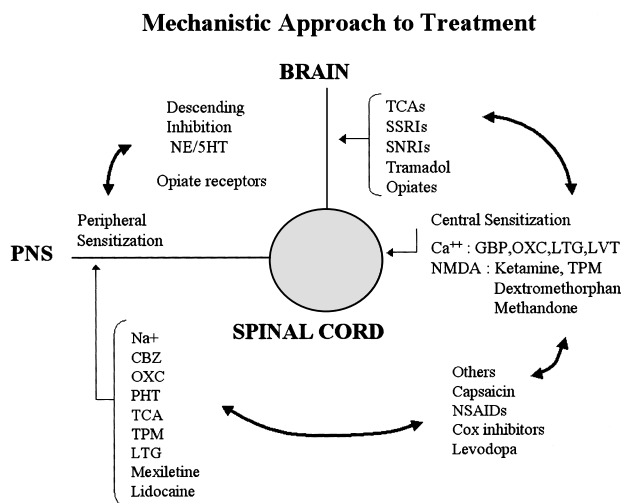 Mechanistic Approach to Treatment
BRAIN
Descending
Inhibition
NE/5HT
Opiate receptors
TCAs
SSRIs
SNRIs
Tramadol
Opiates
Peripheral
Sensitization
PNS
Central Sensitization
Ca⁺⁺ : GBP,OXC,LTG,LVT
NMDA : Ketamine, TPM
Dextromethorphan
Methandone
SPINAL CORD
Na+
CBZ
OXC
PHT
TCA
TPM
LTG
Mexiletine
Lidocaine
Others
Capsaicin
NSAIDs
Cox inhibitors
Levodopa